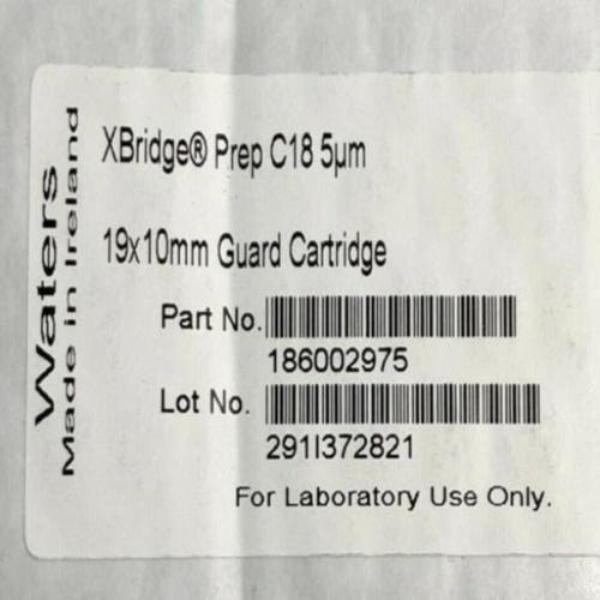 Waters
Made in Ireland
XBridge® Prep C18 5µm
19x10mm Guard Cartridge
Part No.
186002975
Lot No.
291I372821
For Laboratory Use Only.